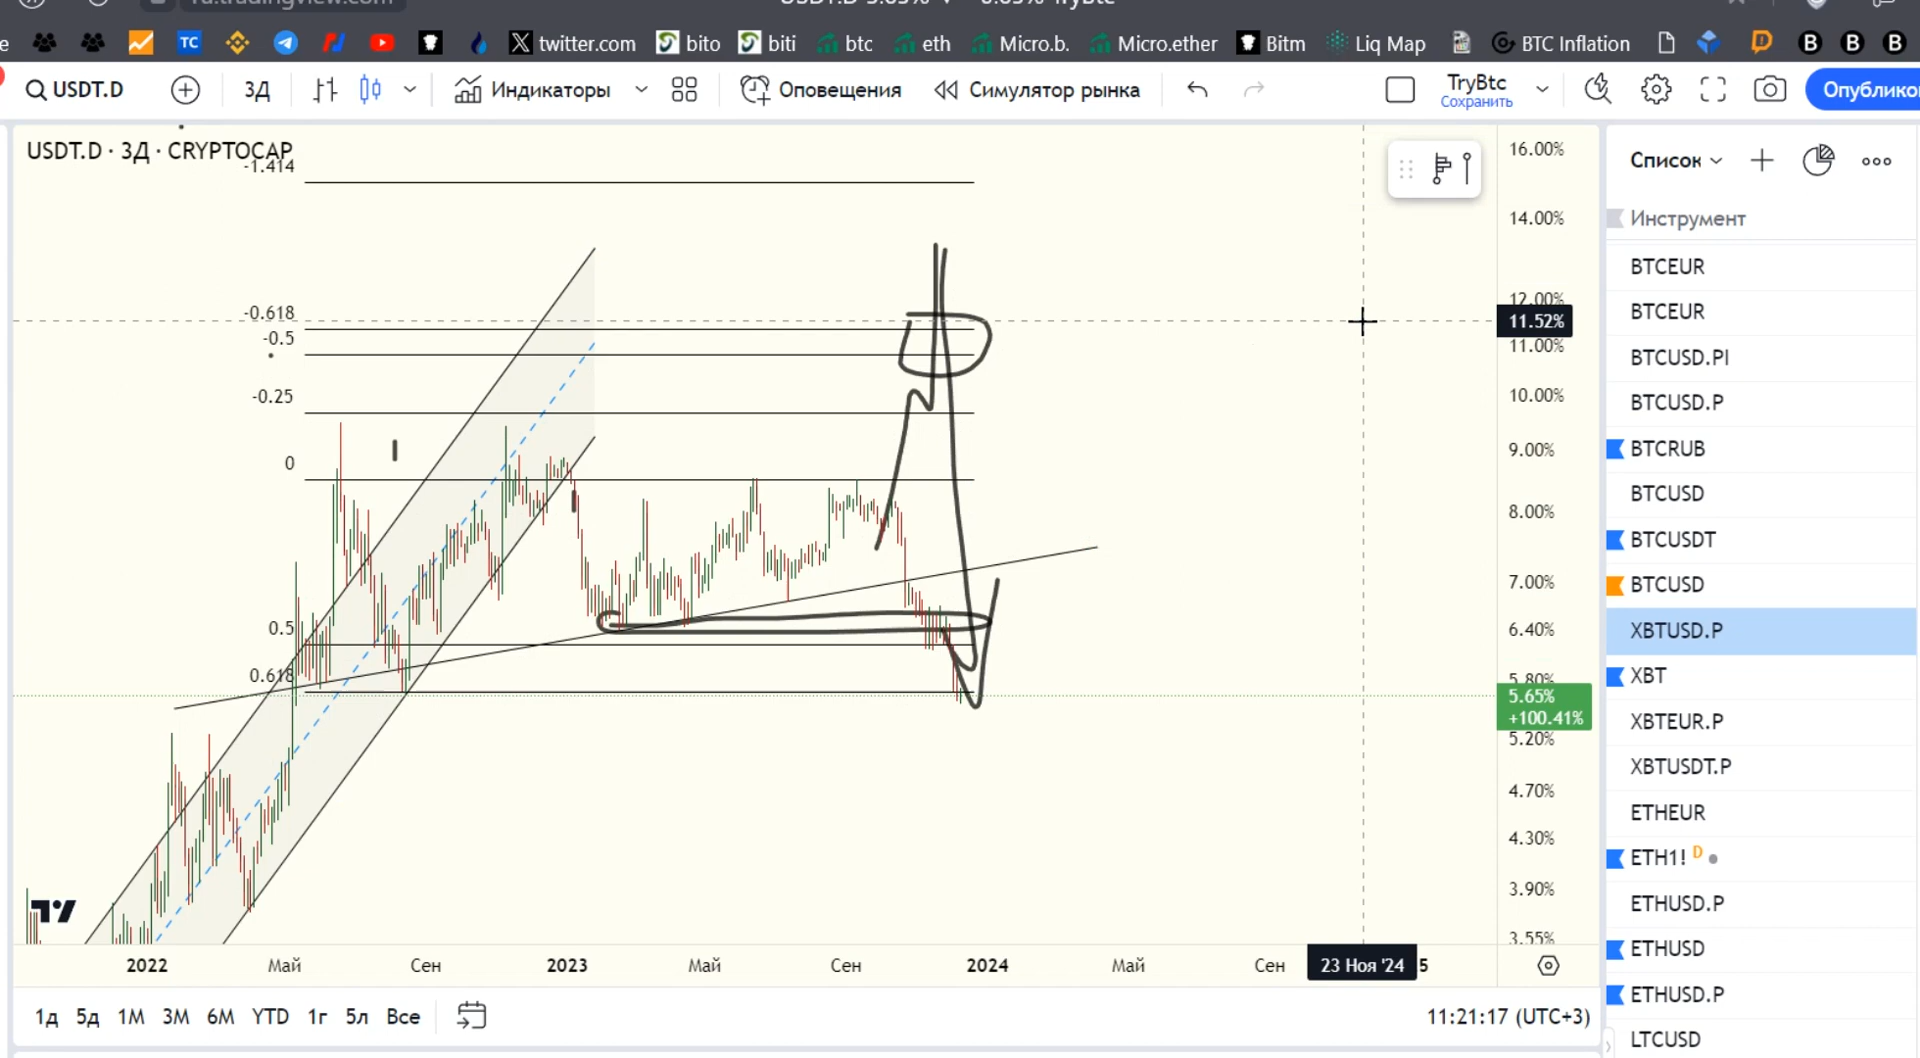 twitter.com bito biti btc eth Micro.b. Micro.ether Bitm Liq Map BTC Inflation
USDT.D 3Д Индикаторы Оповещения Симулятор рынка TryBtc
Сохранить
USDT.D · 3Д · CRYPTOCAP
-1.414
-0.618
-0.5
-0.25
0
0.5
0.618
16.00%
14.00%
12.00%
11.52%
11.00%
10.00%
9.00%
8.00%
7.00%
6.40%
5.80%
5.65%
+100.41%
5.20%
4.70%
4.30%
3.90%
3.55%
2022 Май Сен 2023 Май Сен 2024 Май Сен 23 Ноя '24 5
1д 5д 1М 3М 6М YTD 1г 5л Все
11:21:17 (UTC+3)
Список
Инструмент
BTCEUR
BTCEUR
BTCUSD.PI
BTCUSD.P
BTCRUB
BTCUSD
BTCUSDT
BTCUSD
XBTUSD.P
XBT
XBTEUR.P
XBTUSDT.P
ETHEUR
ETH1! D
ETHUSD.P
ETHUSD
ETHUSD.P
LTCUSD